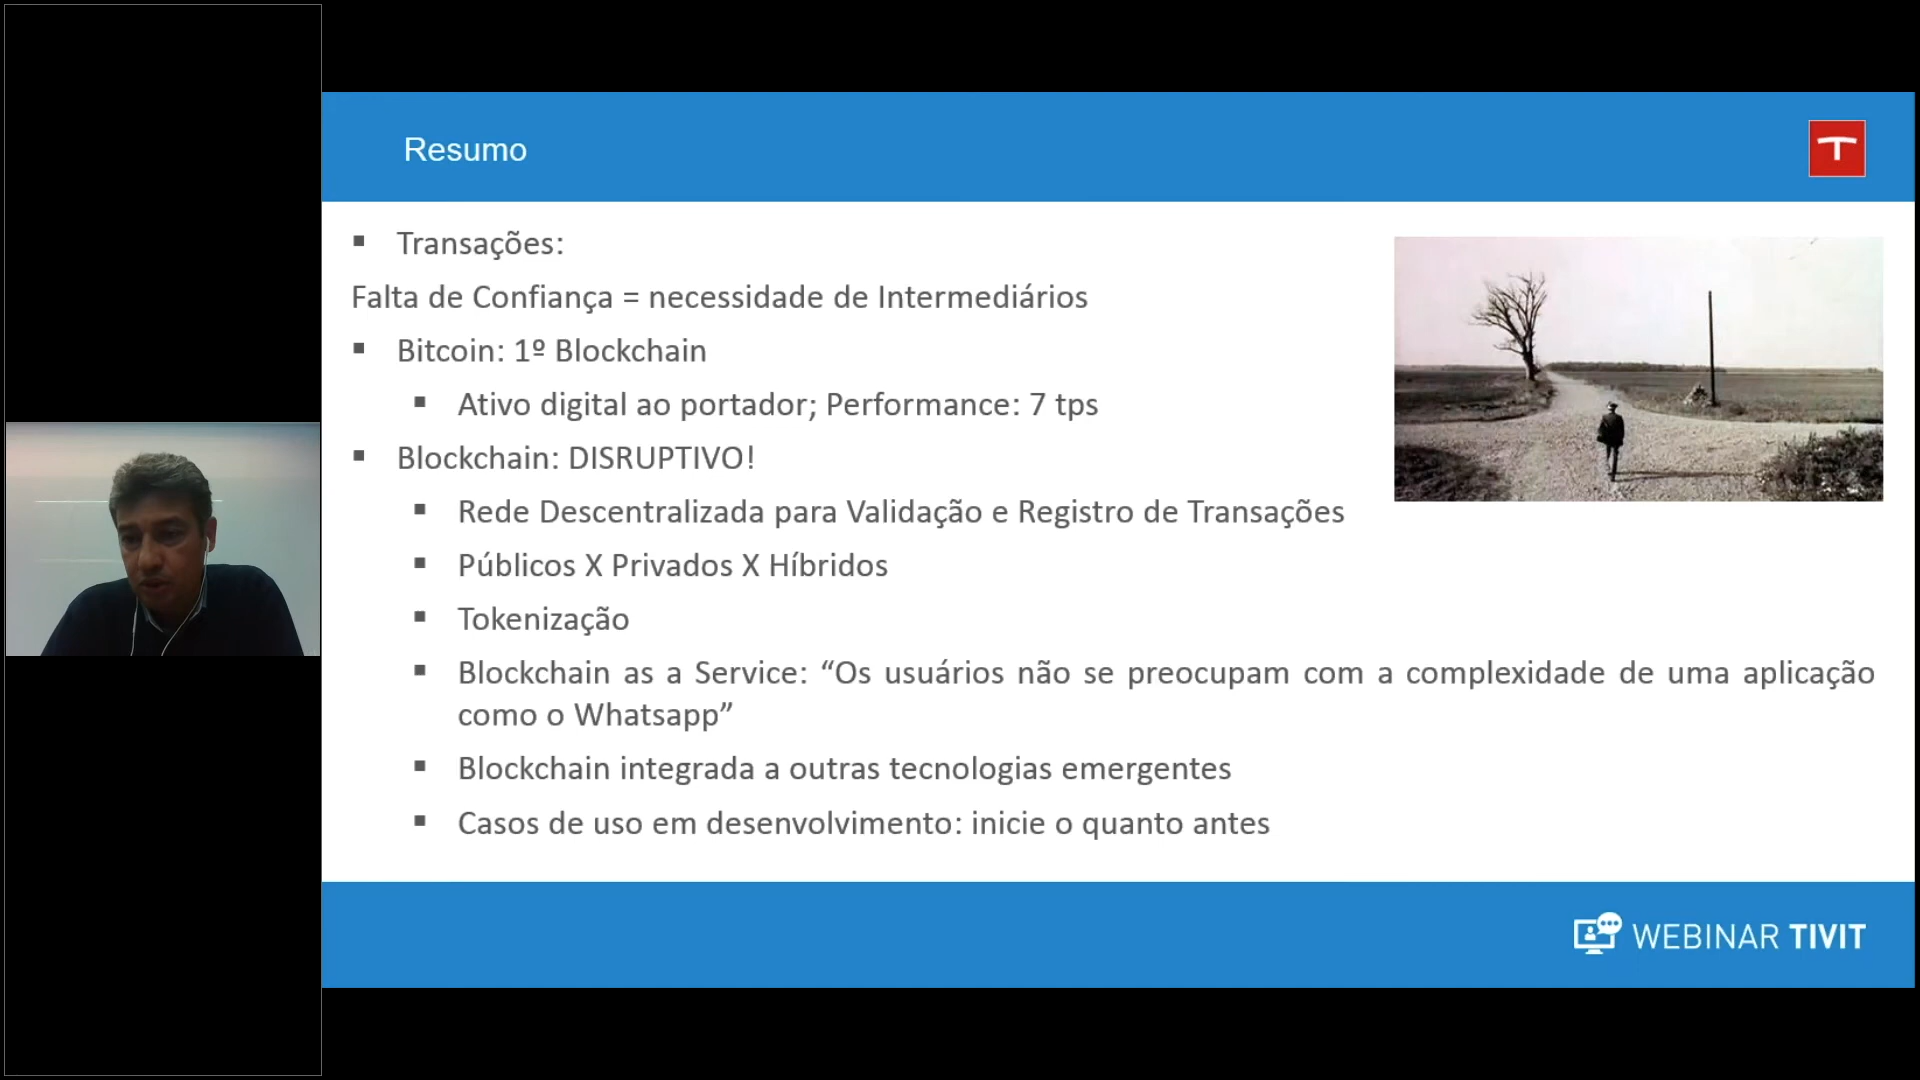 Resumo
T
Transações:
Falta de Confiança = necessidade de Intermediários
Bitcoin: 1º Blockchain
Ativo digital ao portador; Performance: 7 tps
Blockchain: DISRUPTIVO!
Rede Descentralizada para Validação e Registro de Transações
Públicos X Privados X Híbridos
Tokenização
Blockchain as a Service: “Os usuários não se preocupam com a complexidade de uma aplicação
como o Whatsapp”
Blockchain integrada a outras tecnologias emergentes
Casos de uso em desenvolvimento: inicie o quanto antes
WEBINAR TIVIT